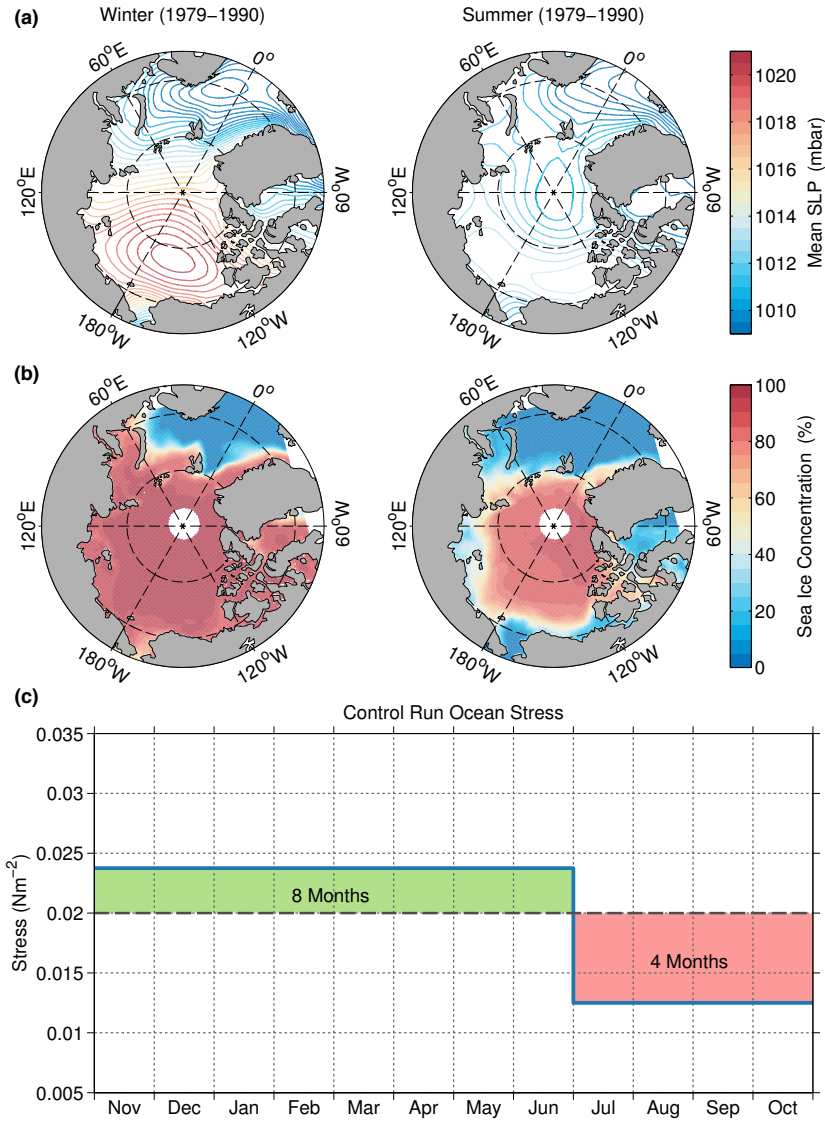 (a)
Winter (1979−1990)
Summer (1979−1990)
60°E
0°
120°E
60°W
180°W
120°W
60°E
0°
120°E
60°W
180°W
120°W
1020
1018
1016
1014
1012
1010
Mean SLP (mbar)
(b)
60°E
0°
120°E
60°W
180°W
120°W
60°E
0°
120°E
60°W
180°W
120°W
100
80
60
40
20
0
Sea Ice Concentration (%)
(c)
Control Run Ocean Stress
Stress (Nm⁻²)
0.035
0.03
0.025
0.02
0.015
0.01
0.005
8 Months
4 Months
Nov Dec Jan Feb Mar Apr May Jun Jul Aug Sep Oct